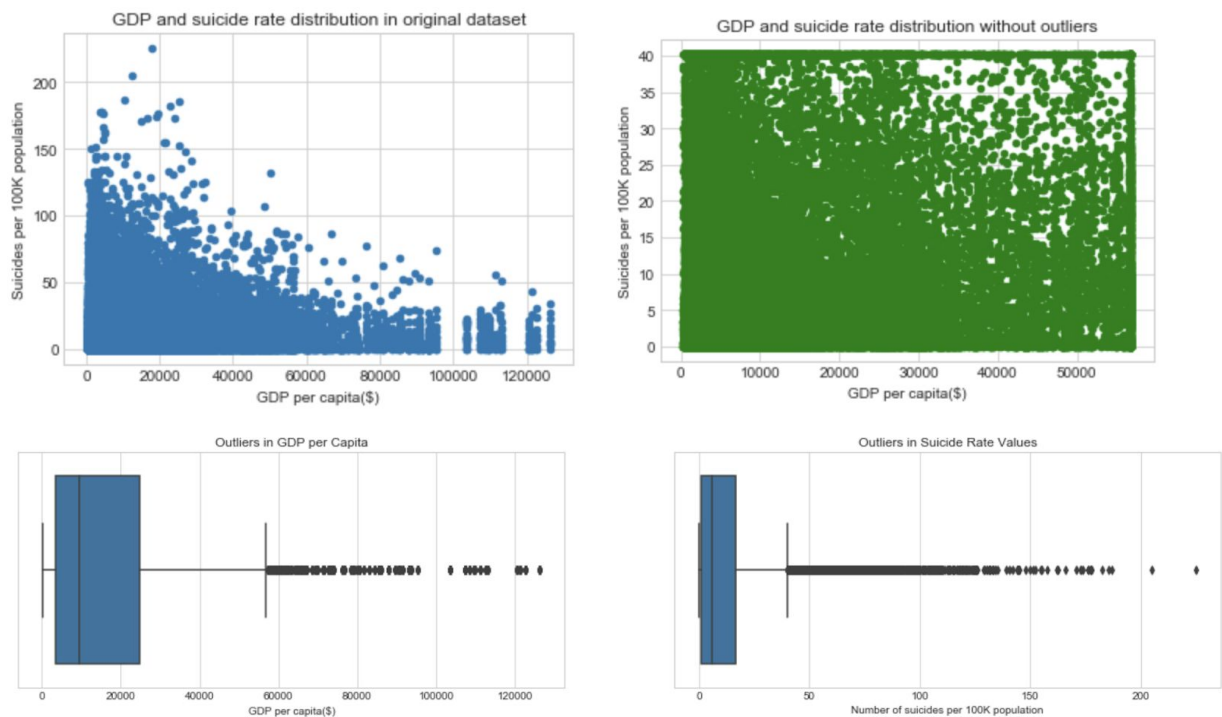 GDP and suicide rate distribution in original dataset
200
150
100
50
0
Suicides per 100K population
0 20000 40000 60000 80000 100000 120000
GDP per capita($)
GDP and suicide rate distribution without outliers
40
35
30
25
20
15
10
5
0
Suicides per 100K population
0 10000 20000 30000 40000 50000
GDP per capita($)
Outliers in GDP per Capita
0 20000 40000 60000 80000 100000 120000
GDP per capita($)
Outliers in Suicide Rate Values
0 50 100 150 200
Number of suicides per 100K population